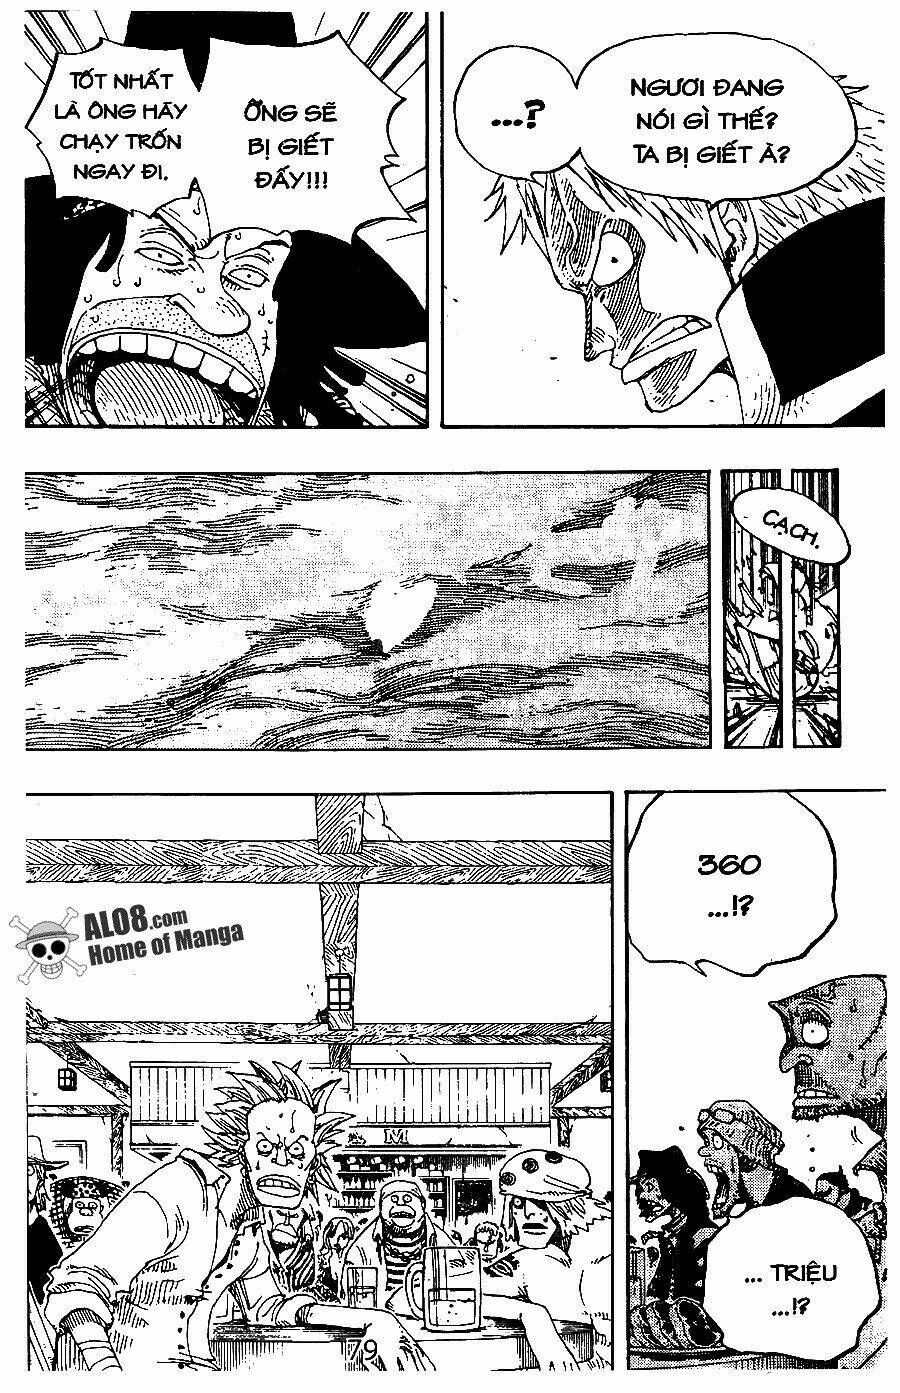 ...?
NGƯƠI ĐANG
NÓI GÌ THẾ?
TA BỊ GIẾT À?
ÔNG SẼ
BỊ GIẾT
ĐẤY!!!
TỐT NHẤT
LÀ ÔNG HÃY
CHẠY TRỐN
NGAY ĐI.
CẠCH.
360
...!?
... TRIỆU
...!?
M
AL08.com
Home of Manga
79